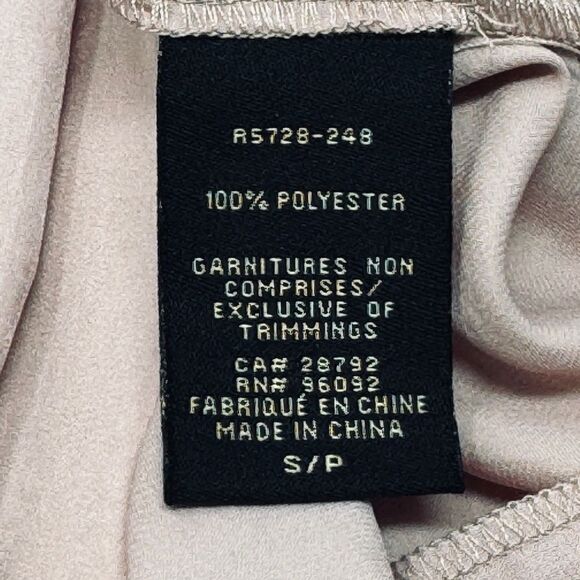 R5728-248
100% POLYESTER
GARNITURES NON
COMPRISES/
EXCLUSIVE OF
TRIMMINGS
CA# 28792
RN# 96092
FABRIQUÉ EN CHINE
MADE IN CHINA
S/P